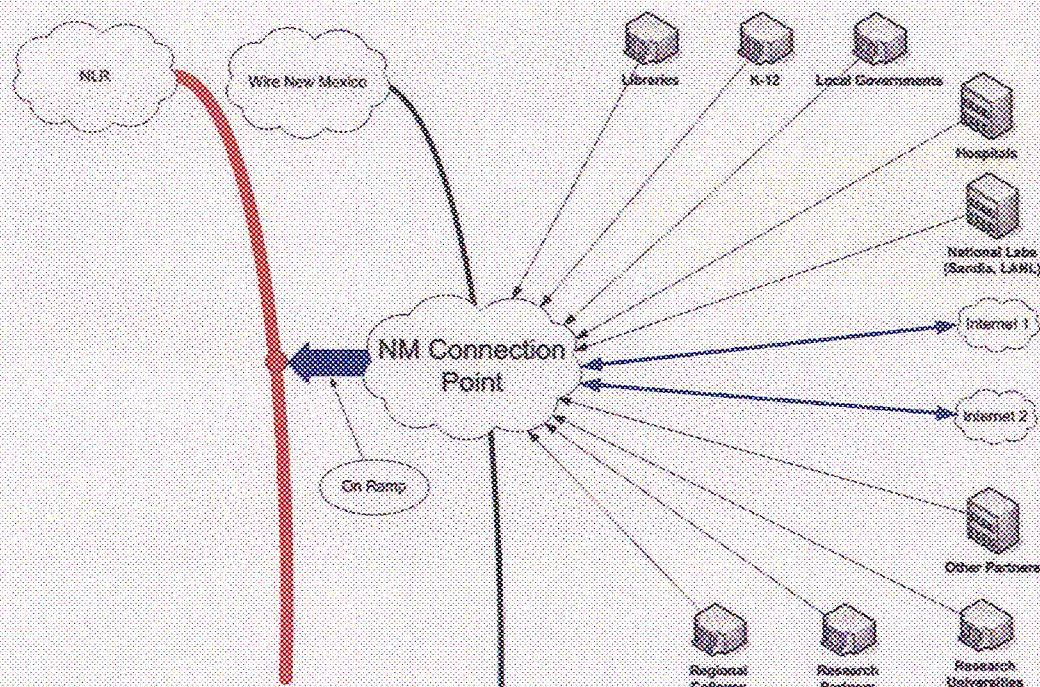 NLR
Wire New Mexico
Libraries
K-12
Local Governments
Hospitals
National Labs
(Sandia, LANL)
NM Connection
Point
Internet 1
Internet 2
On Ramp
Other Partners
Regional
Research
Research
Universities